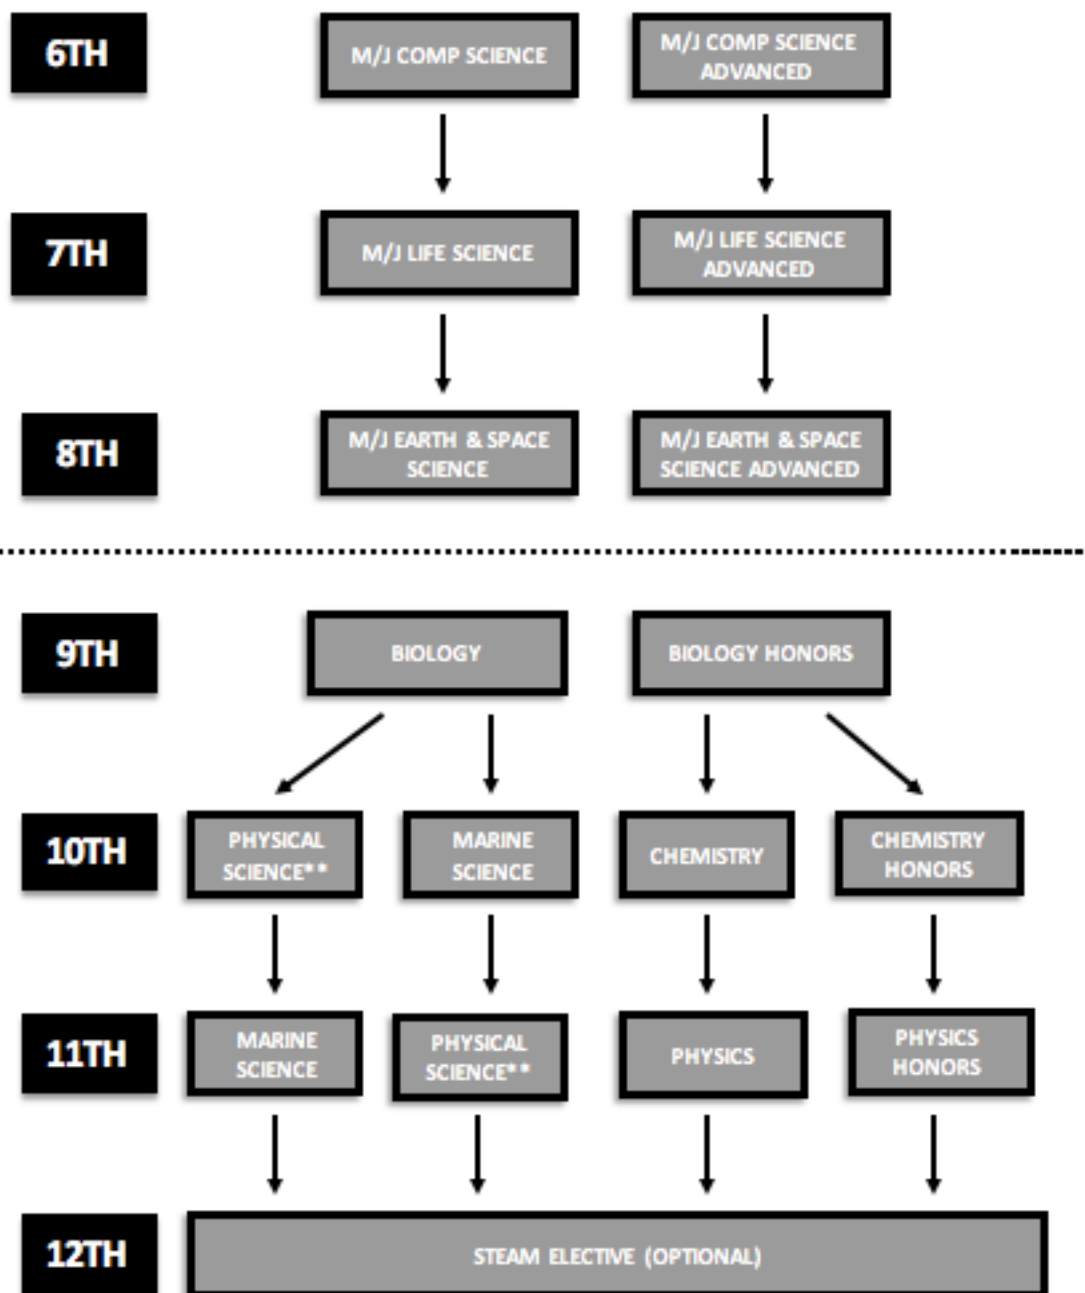 6TH
M/J COMP SCIENCE
M/J COMP SCIENCE
ADVANCED
7TH
M/J LIFE SCIENCE
M/J LIFE SCIENCE
ADVANCED
8TH
M/J EARTH & SPACE
SCIENCE
M/J EARTH & SPACE
SCIENCE ADVANCED
9TH
BIOLOGY
BIOLOGY HONORS
10TH
PHYSICAL
SCIENCE**
MARINE
SCIENCE
CHEMISTRY
CHEMISTRY
HONORS
11TH
MARINE
SCIENCE
PHYSICAL
SCIENCE**
PHYSICS
PHYSICS
HONORS
12TH
STEAM ELECTIVE (OPTIONAL)